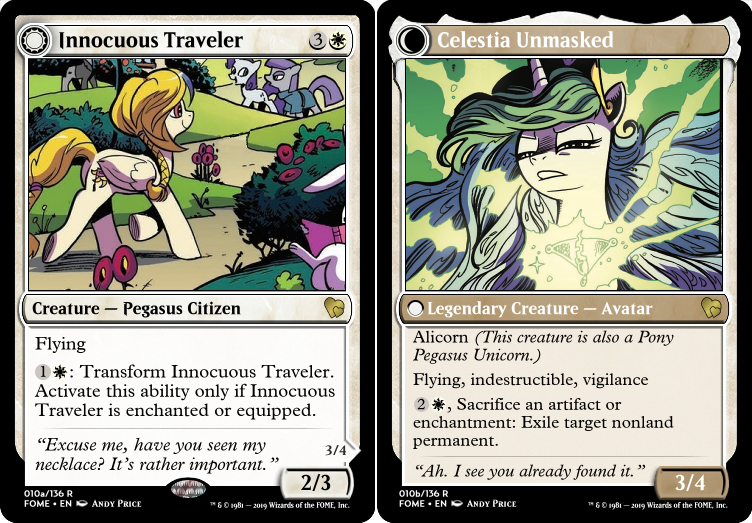 Innocuous Traveler
3
Creature — Pegasus Citizen
Flying
1 : Transform Innocuous Traveler.
Activate this ability only if Innocuous
Traveler is enchanted or equipped.
“Excuse me, have you seen my
necklace? It’s rather important.”
3/4
2/3
010a/136 R
FOME • EN Andy Price
™ & © 1981 — 2019 Wizards of the FOME, Inc.
Celestia Unmasked
Legendary Creature — Avatar
Alicorn (This creature is also a Pony
Pegasus Unicorn.)
Flying, indestructible, vigilance
2 , Sacrifice an artifact or
enchantment: Exile target nonland
permanent.
“Ah. I see you already found it.”
3/4
010b/136 R
FOME • EN Andy Price
™ & © 1981 — 2019 Wizards of the FOME, Inc.